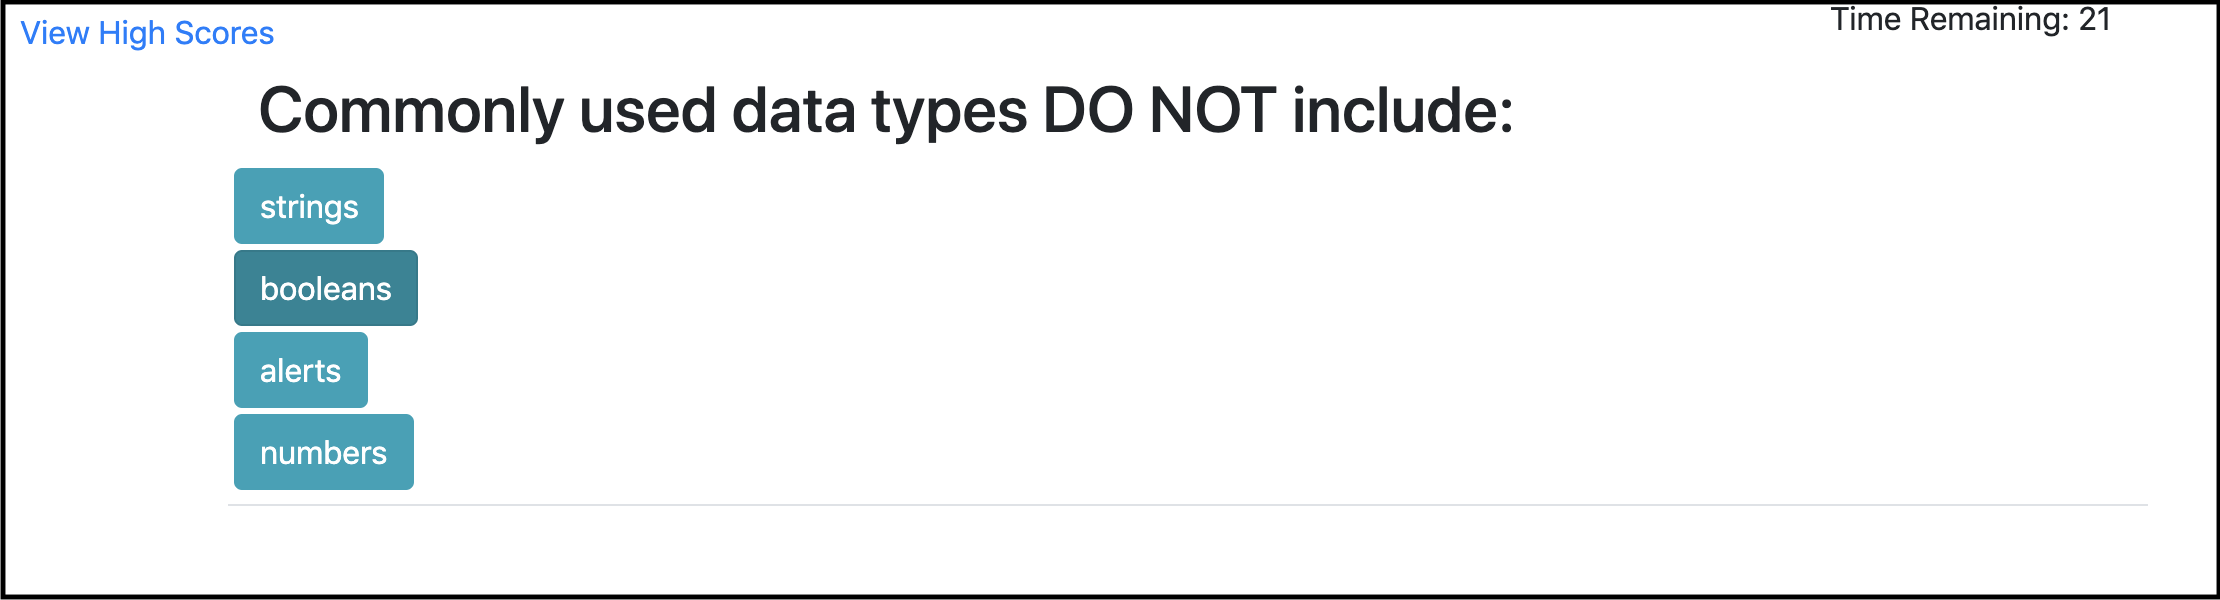 View High Scores
Time Remaining: 21
Commonly used data types DO NOT include:
strings
booleans
alerts
numbers